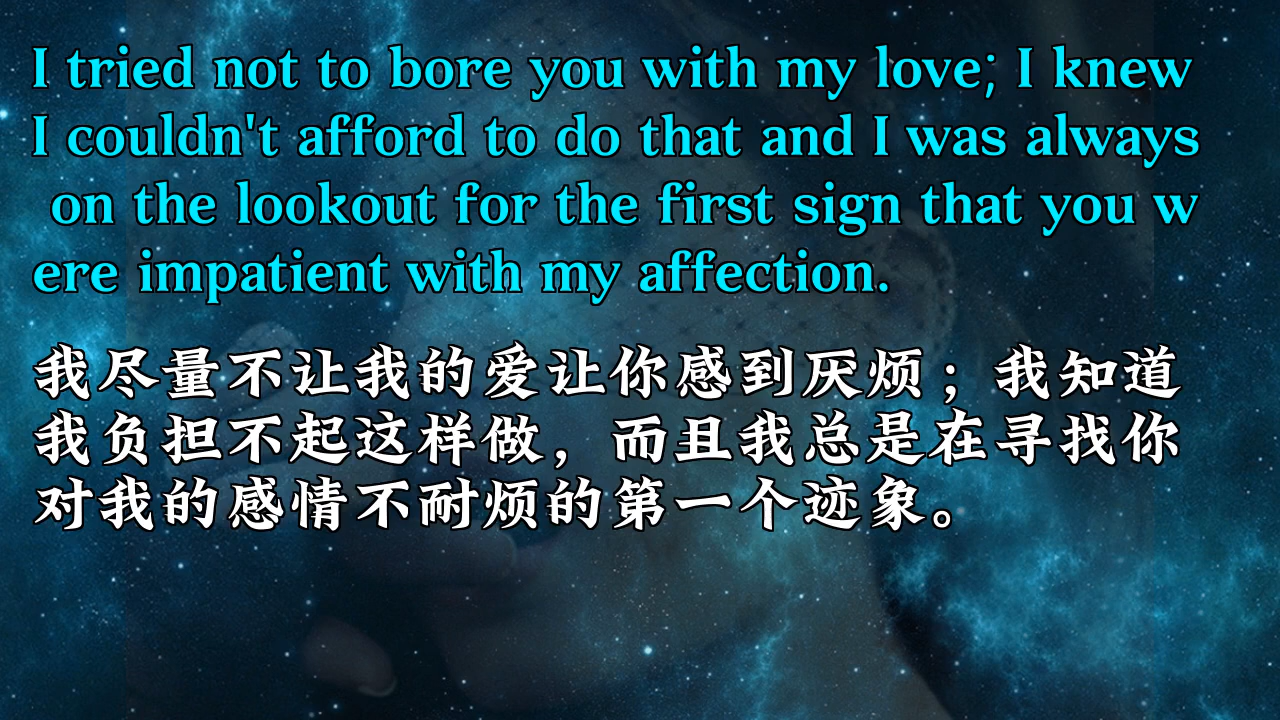 I tried not to bore you with my love; I knew
I couldn't afford to do that and I was always
on the lookout for the first sign that you w
ere impatient with my affection.
我尽量不让我的爱让你感到厌烦；我知道
我负担不起这样做，而且我总是在寻找你
对我的感情不耐烦的第一个迹象。